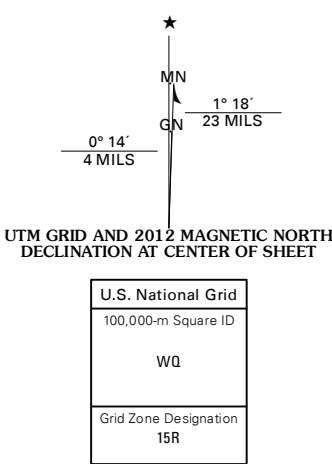 MN
1° 18´
23 MILS
GN
0° 14´
4 MILS
UTM GRID AND 2012 MAGNETIC NORTH
DECLINATION AT CENTER OF SHEET
U.S. National Grid
100,000-m Square ID
WQ
Grid Zone Designation
15R